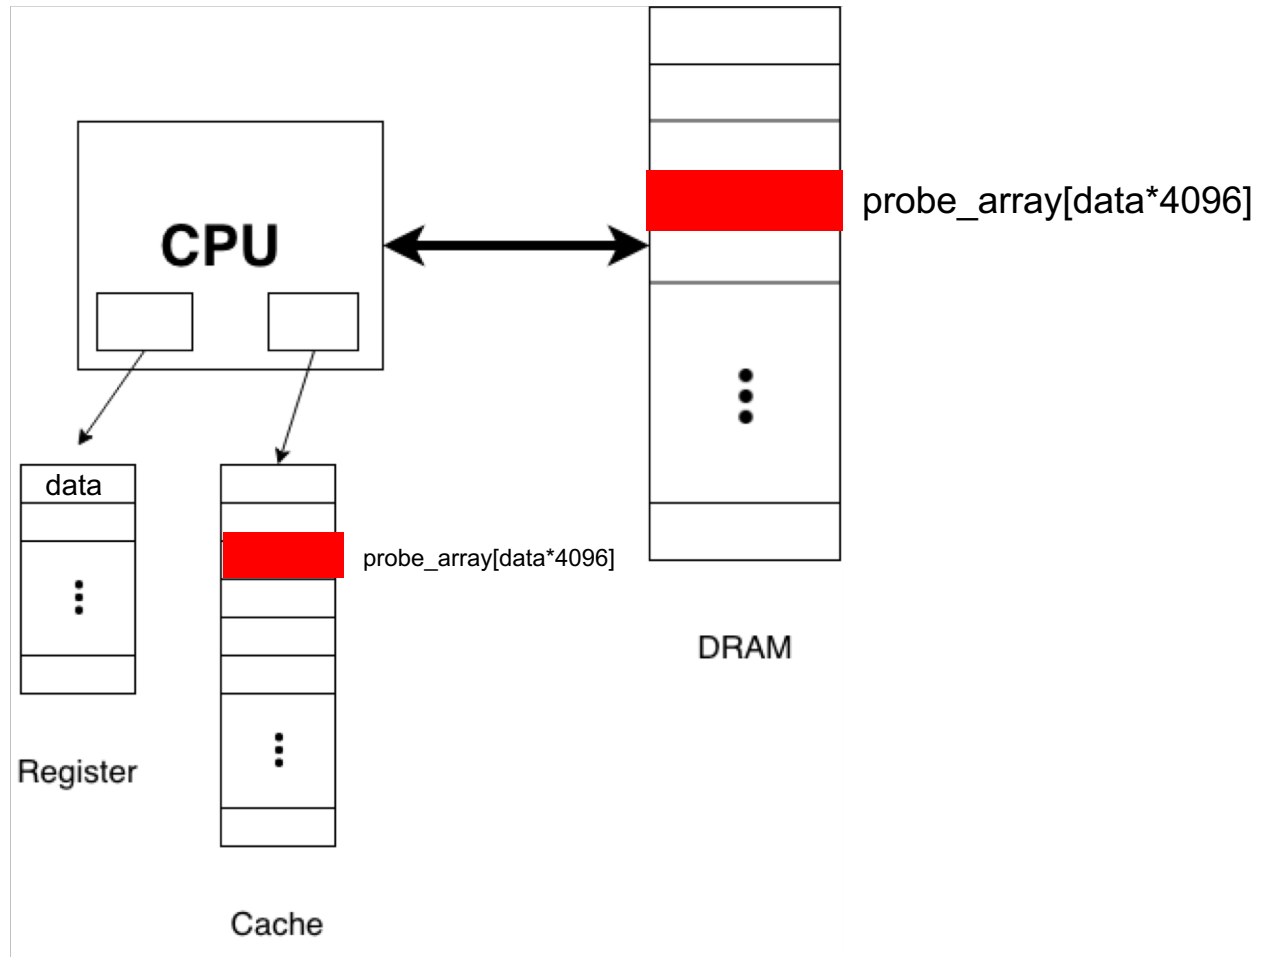 probe_array[data*4096]
CPU
data
probe_array[data*4096]
DRAM
Register
Cache